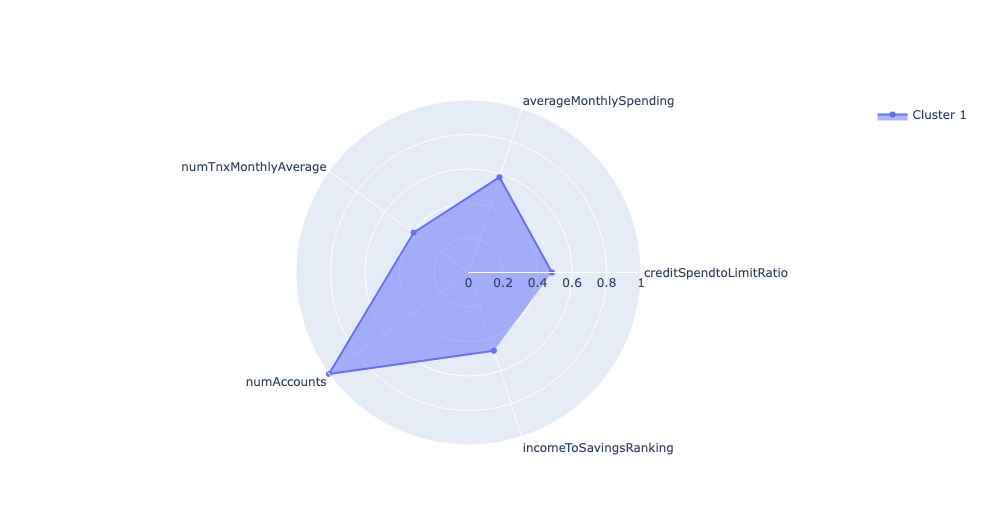 averageMonthlySpending
Cluster 1
numTnxMonthlyAverage
creditSpendtoLimitRatio
0 0.2 0.4 0.6 0.8 1
numAccounts
incomeToSavingsRanking